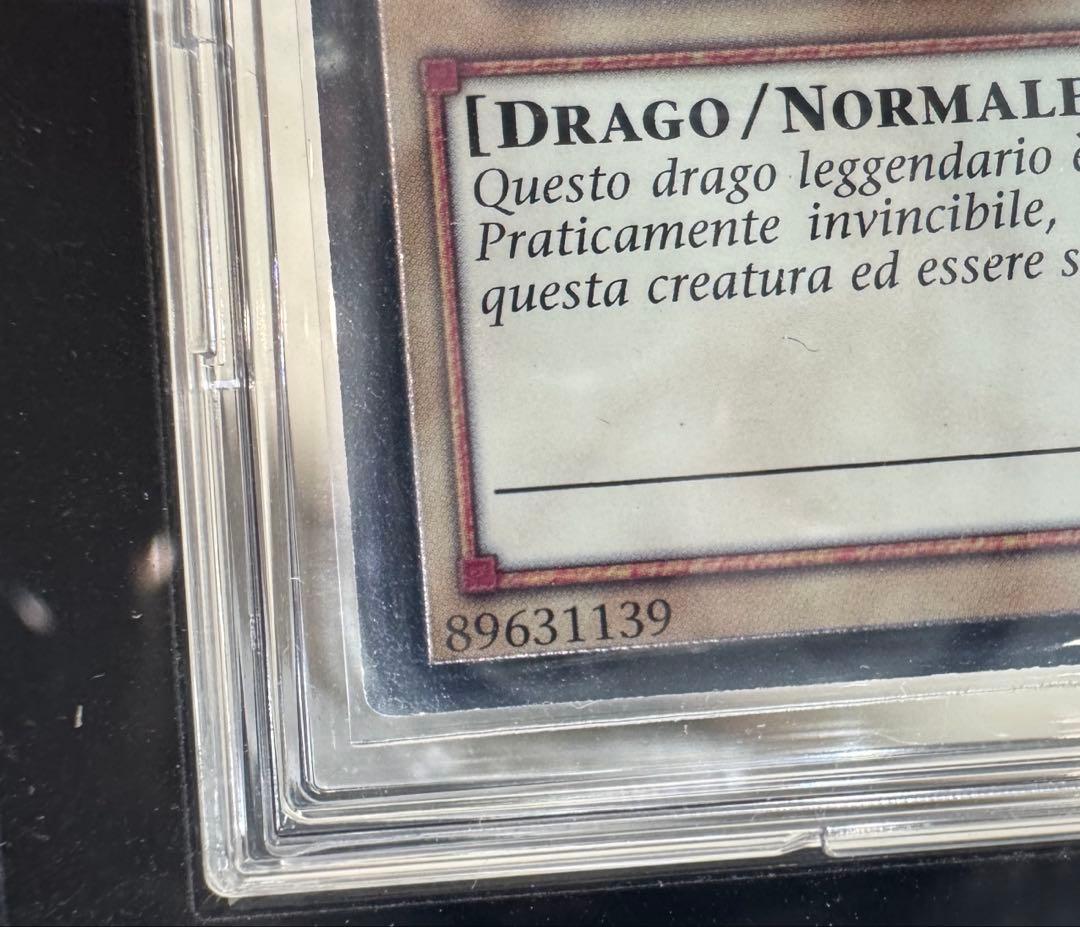 [DRAGO/NORMALE
Questo drago leggendario è
Praticamente invincibile,
questa creatura ed essere s
89631139